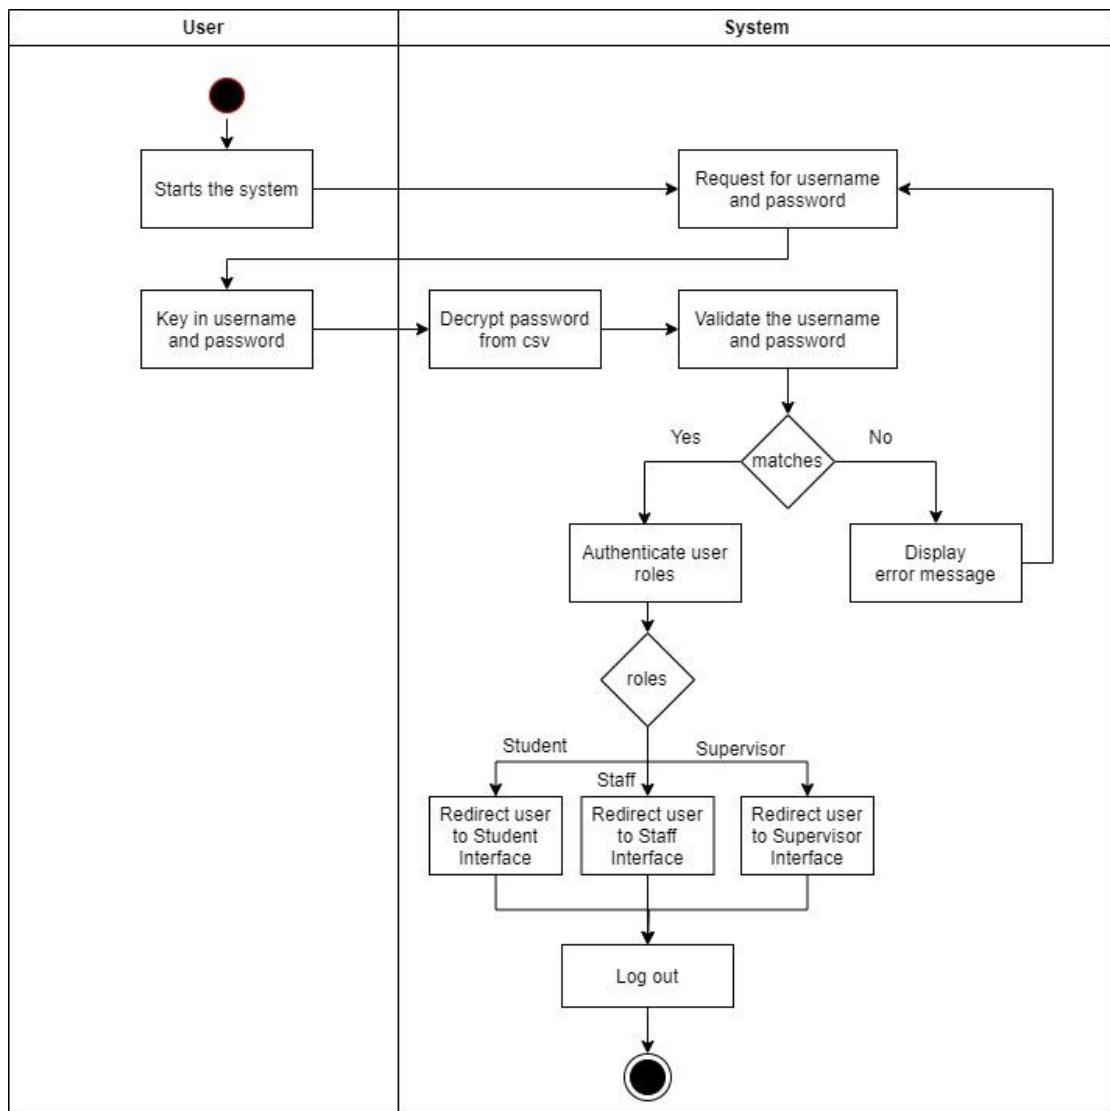 User
System
Starts the system
Request for username
and password
Key in username
and password
Decrypt password
from csv
Validate the username
and password
Yes
matches
No
Authenticate user
roles
Display
error message
roles
Student
Supervisor
Staff
Redirect user
to Student
Interface
Redirect user
to Staff
Interface
Redirect user
to Supervisor
Interface
Log out